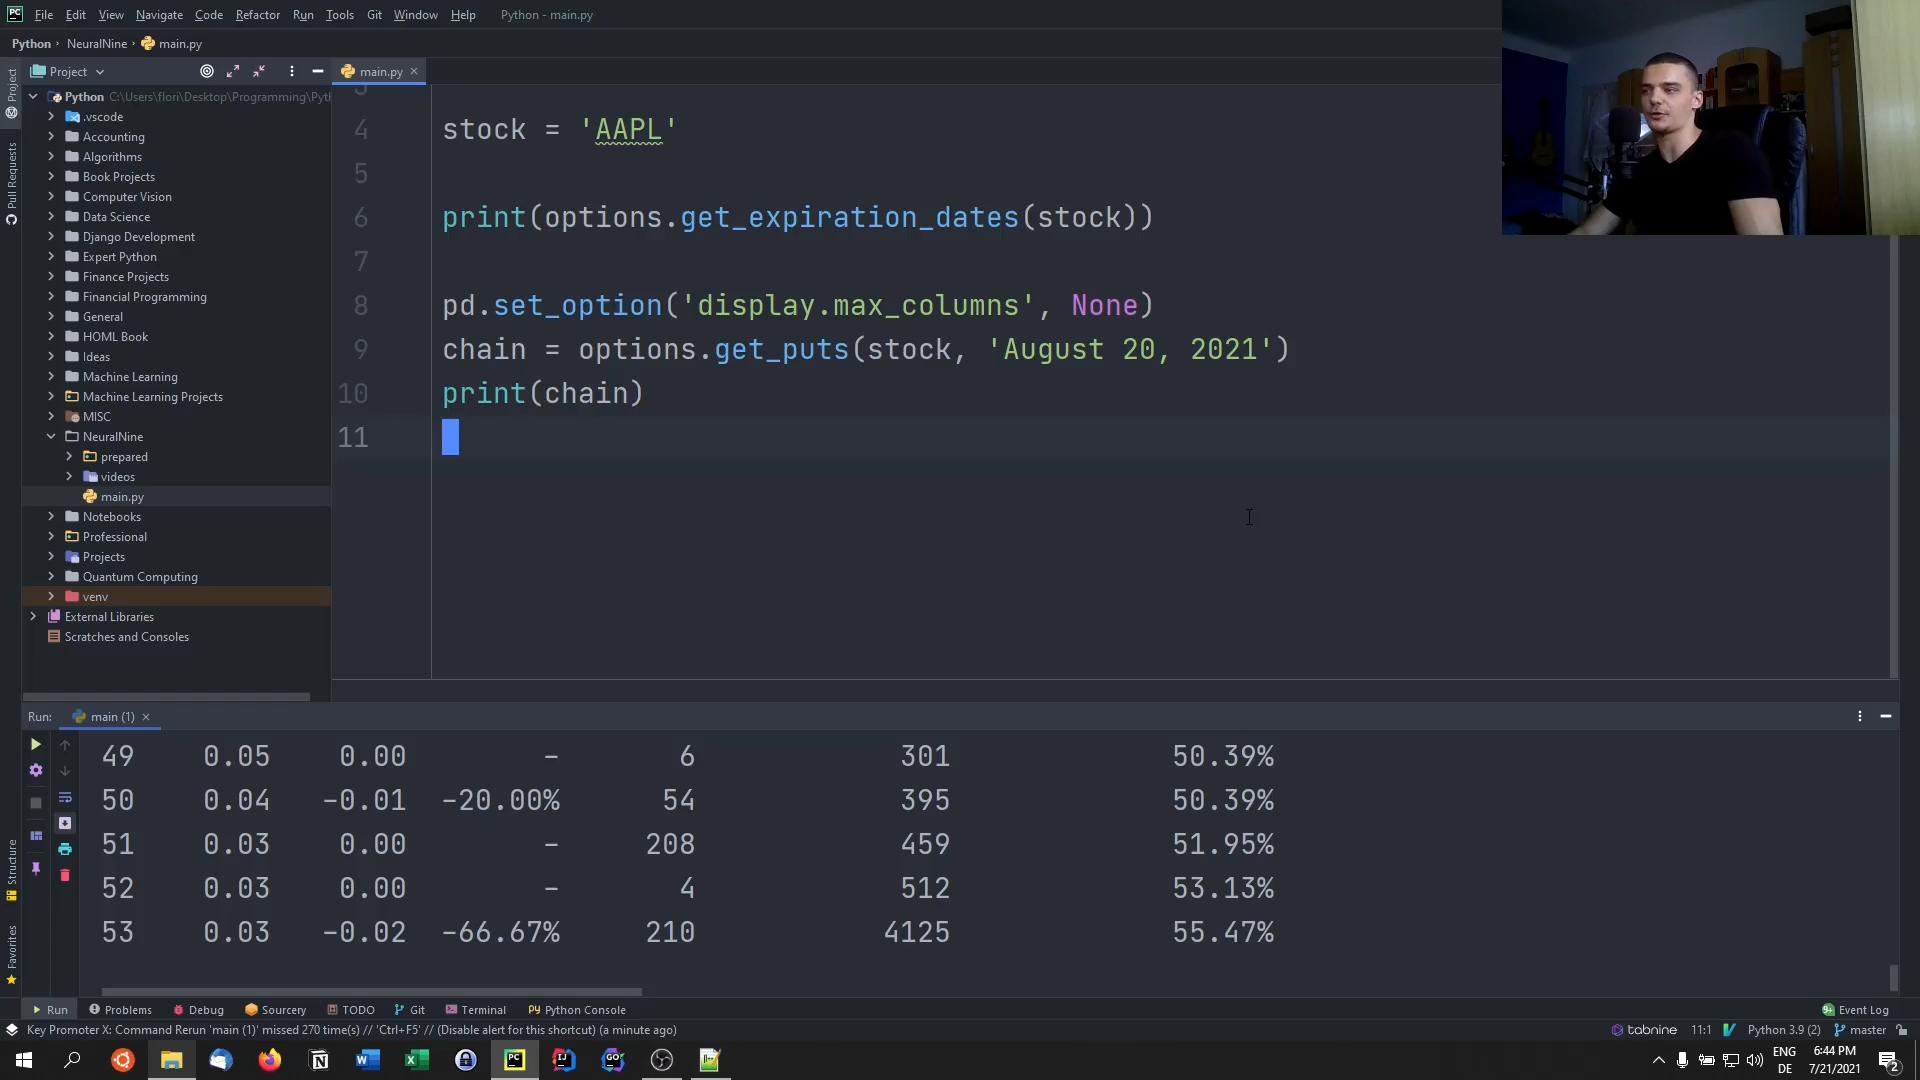 File Edit View Navigate Code Refactor Run Tools Git Window Help Python - main.py
Python NeuralNine main.py
Project
main.py
Project
Pull Requests
Structure
Favorites
Python C:\Users\flori\Desktop\Programming\Pyth
.vscode
Accounting
Algorithms
Book Projects
Computer Vision
Data Science
Django Development
Expert Python
Finance Projects
Financial Programming
General
HOML Book
Ideas
Machine Learning
Machine Learning Projects
MISC
NeuralNine
prepared
videos
main.py
Notebooks
Professional
Projects
Quantum Computing
venv
External Libraries
Scratches and Consoles
4 stock = 'AAPL'
5
6 print(options.get_expiration_dates(stock))
7
8 pd.set_option('display.max_columns', None)
9 chain = options.get_puts(stock, 'August 20, 2021')
10 print(chain)
11
Run: main (1)
49 0.05 0.00 - 6 301 50.39%
50 0.04 -0.01 -20.00% 54 395 50.39%
51 0.03 0.00 - 208 459 51.95%
52 0.03 0.00 - 4 512 53.13%
53 0.03 -0.02 -66.67% 210 4125 55.47%
Run Problems Debug Sourcery TODO Git Terminal Python Console Event Log
Key Promoter X: Command Rerun 'main (1)' missed 270 time(s) // 'Ctrl+F5' // (Disable alert for this shortcut) (a minute ago) tabnine 11:1 Python 3.9 (2) master
ENG 6:44 PM
DE 7/21/2021 2